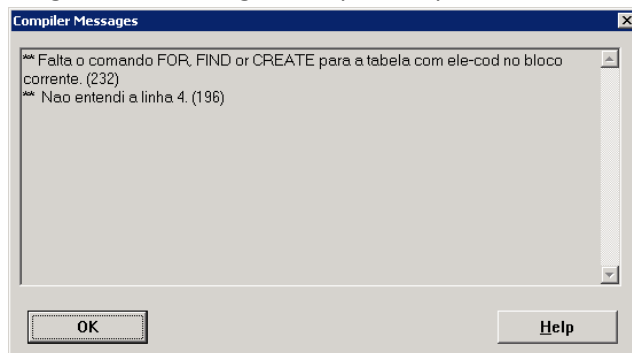 Compiler Messages
** Falta o comando FOR, FIND or CREATE para a tabela com ele-cod no bloco
corrente. (232)
** Nao entendi a linha 4. (196)
OK
Help